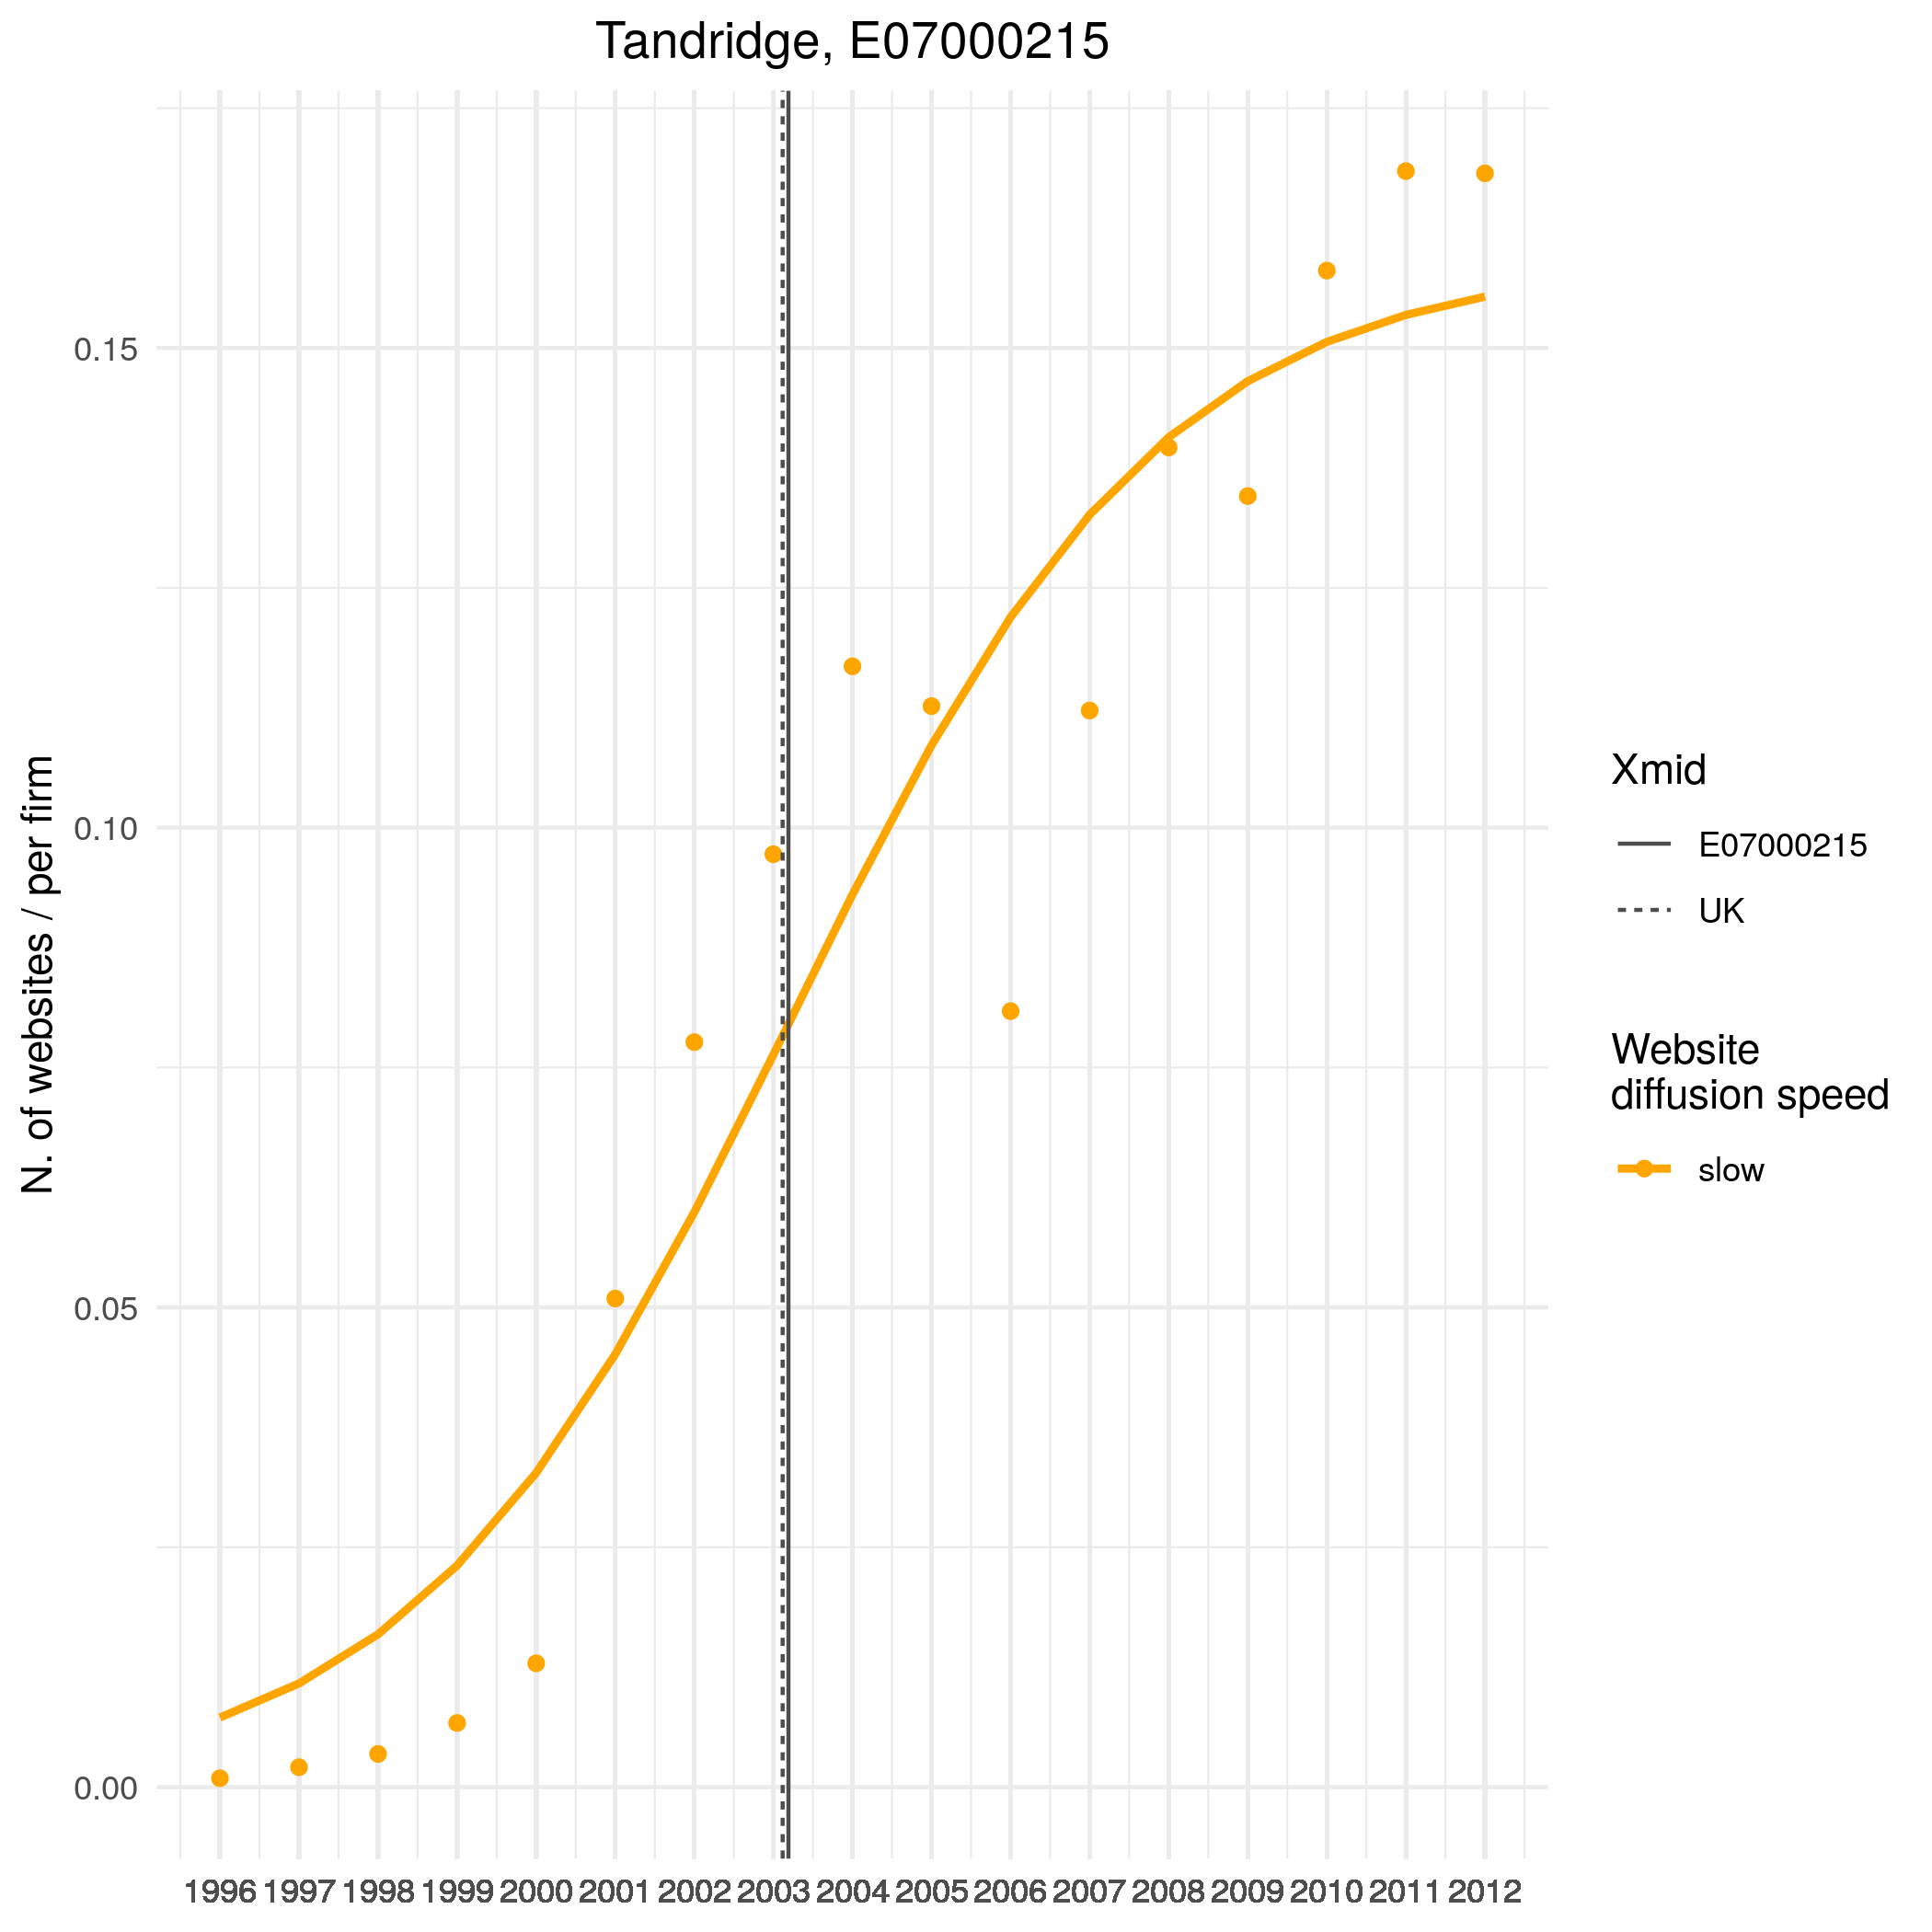 Tandridge, E07000215
N. of websites / per firm
0.15
0.10
0.05
0.00
1996 1997 1998 1999 2000 2001 2002 2003 2004 2005 2006 2007 2008 2009 2010 2011 2012
Xmid
E07000215
UK
Website
diffusion speed
slow